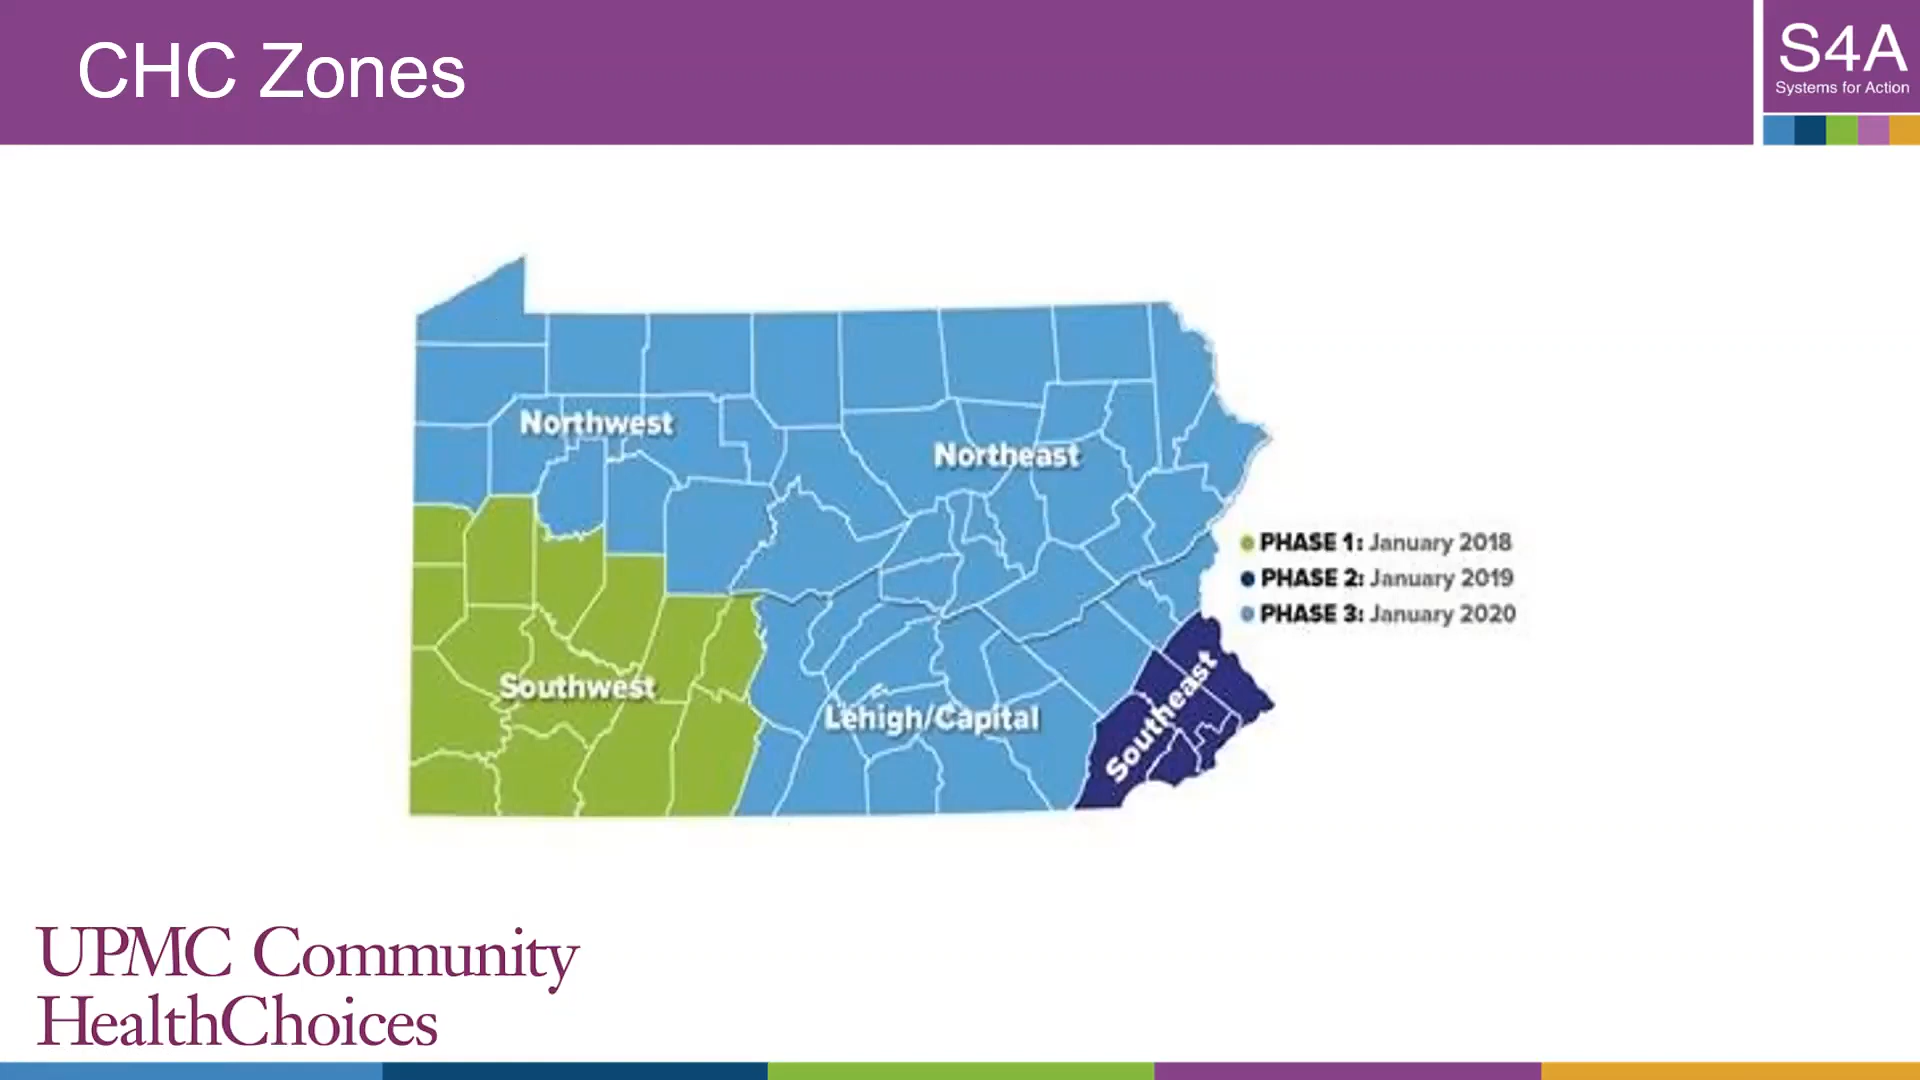 CHC Zones
S4A
Systems for Action
Northwest
Northeast
PHASE 1: January 2018
PHASE 2: January 2019
PHASE 3: January 2020
Southwest
Lehigh/Capital
Southeast
UPMC Community
HealthChoices